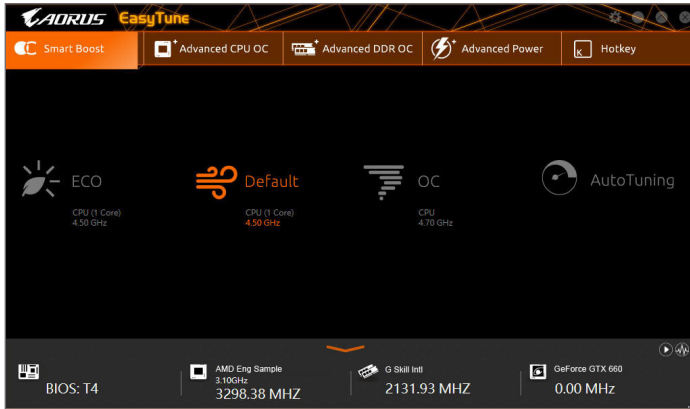 AORUS EasyTune
Smart Boost
Advanced CPU OC
Advanced DDR OC
Advanced Power
K
Hotkey
ECO
CPU (1 Core)
4.50 GHz
Default
CPU (1 Core)
4.50 GHz
OC
CPU
4.70 GHz
AutoTuning
BIOS: T4
AMD Eng Sample
3.10GHz
3298.38 MHZ
G Skill Intl
2131.93 MHZ
GeForce GTX 660
0.00 MHz